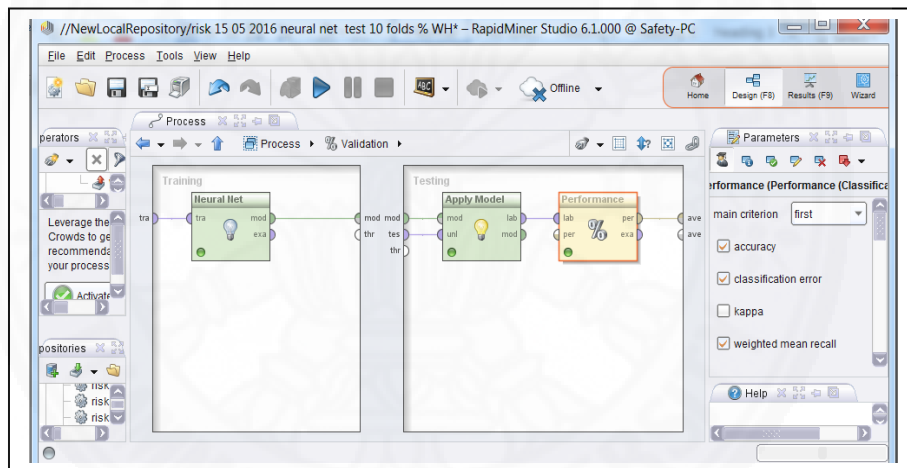 //NewLocalRepository/risk 15 05 2016 neural net test 10 folds % WH* – RapidMiner Studio 6.1.000 @ Safety-PC
File Edit Process Tools View Help
Offline
Home Design (F8) Results (F9) Wizard
perators
Process
Parameters
Process Validation
Training
Testing
rformance (Performance (Classifica
Neural Net
Apply Model
Performance
main criterion first
tra tra mod mod mod mod lab lab per ave
exa thr tes unl mod per exa ave
thr
Leverage the
Crowds to ge
recommenda
your process
Activate
accuracy
classification error
kappa
weighted mean recall
positories
risk
risk
risk
Help